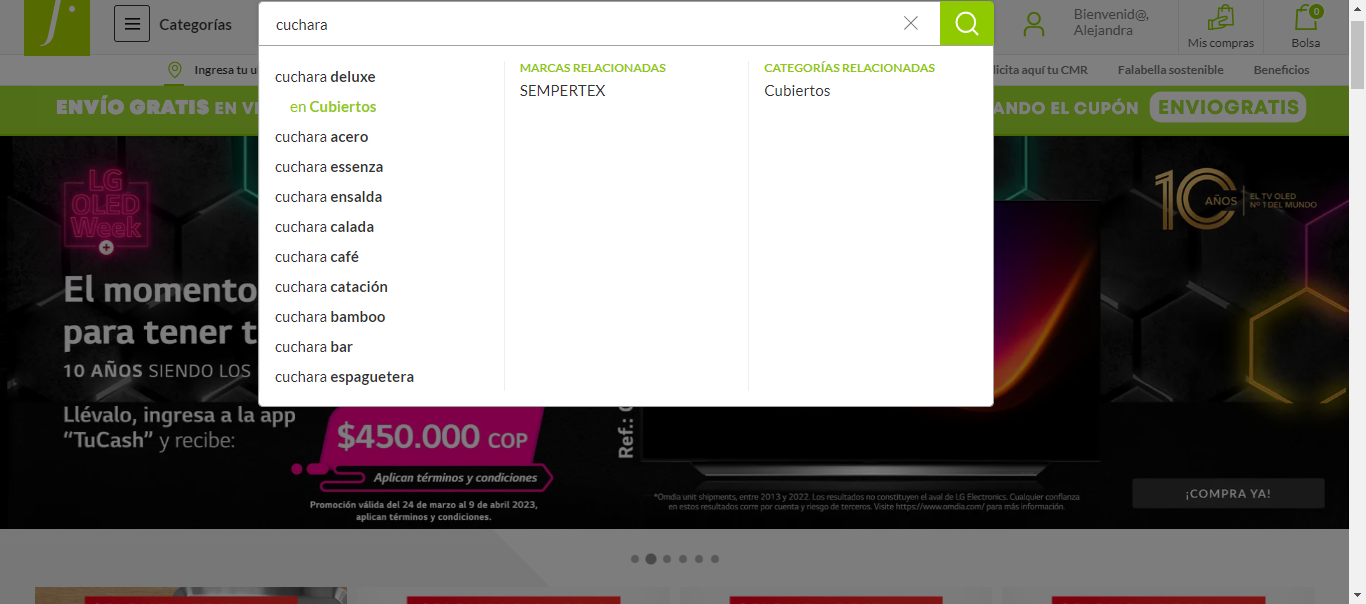 f.
Categorías
cuchara
Bienvenid@,
Alejandra
Mis compras
0
Bolsa
Ingresa tu u
licita aquí tu CMR
Falabella sostenible
Beneficios
ENVÍO GRATIS EN
ANDO EL CUPÓN ENVIOGRATIS
cuchara deluxe
en Cubiertos
cuchara acero
cuchara essenza
cuchara ensalda
cuchara calada
cuchara café
cuchara catación
cuchara bamboo
cuchara bar
cuchara espaguetera
MARCAS RELACIONADAS
SEMPERTEX
CATEGORÍAS RELACIONADAS
Cubiertos
LG
OLED
Week
El momento
para tener t
10 AÑOS SIENDO LOS
Llévalo, ingresa a la app
“TuCash” y recibe:
$450.000 COP
Aplican términos y condiciones
Promoción válida del 24 de marzo al 9 de abril 2023,
aplican términos y condiciones.
10 AÑOS
EL TV OLED
Nº 1 DEL MUNDO
Ref.:
*Omdia unit shipments, entre 2013 y 2022. Los resultados no constituyen el aval de LG Electronics. Cualquier confianza
en estos resultados corre por cuenta y riesgo de terceros. Visite https://www.omdia.com/ para más información.
¡COMPRA YA!